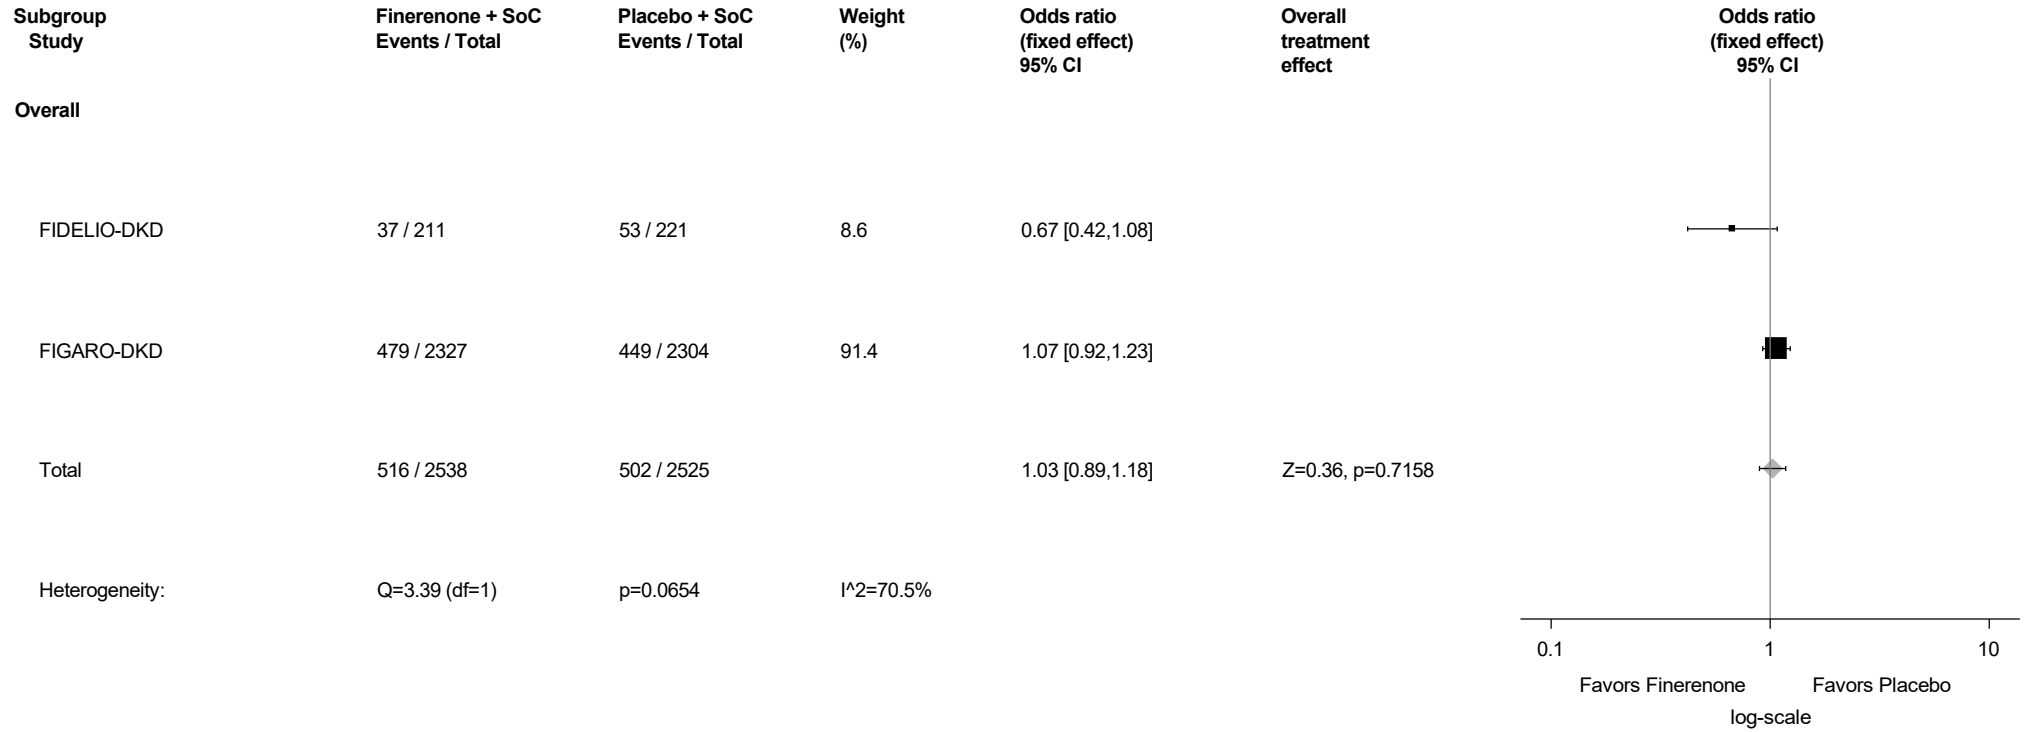 Subgroup Finerenone + SoC Placebo + SoC Weight Odds ratio Overall Odds ratio
Study Events / Total Events / Total (%) (fixed effect) treatment (fixed effect)
95% CI effect 95% CI
Overall
FIDELIO-DKD 37 / 211 53 / 221 8.6 0.67 [0.42,1.08]
FIGARO-DKD 479 / 2327 449 / 2304 91.4 1.07 [0.92,1.23]
Total 516 / 2538 502 / 2525 1.03 [0.89,1.18] Z=0.36, p=0.7158
Heterogeneity: Q=3.39 (df=1) p=0.0654 I^2=70.5%
0.1 1 10
Favors Finerenone Favors Placebo
log-scale